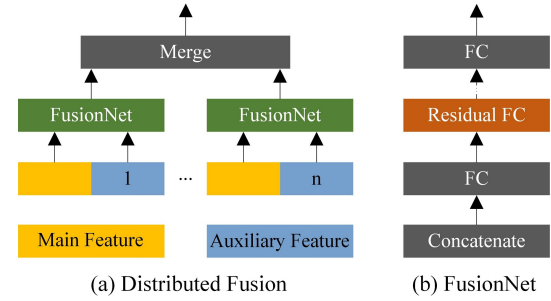 Merge
FusionNet
FusionNet
1
...
n
Main Feature
Auxiliary Feature
(a) Distributed Fusion
FC
Residual FC
FC
Concatenate
(b) FusionNet